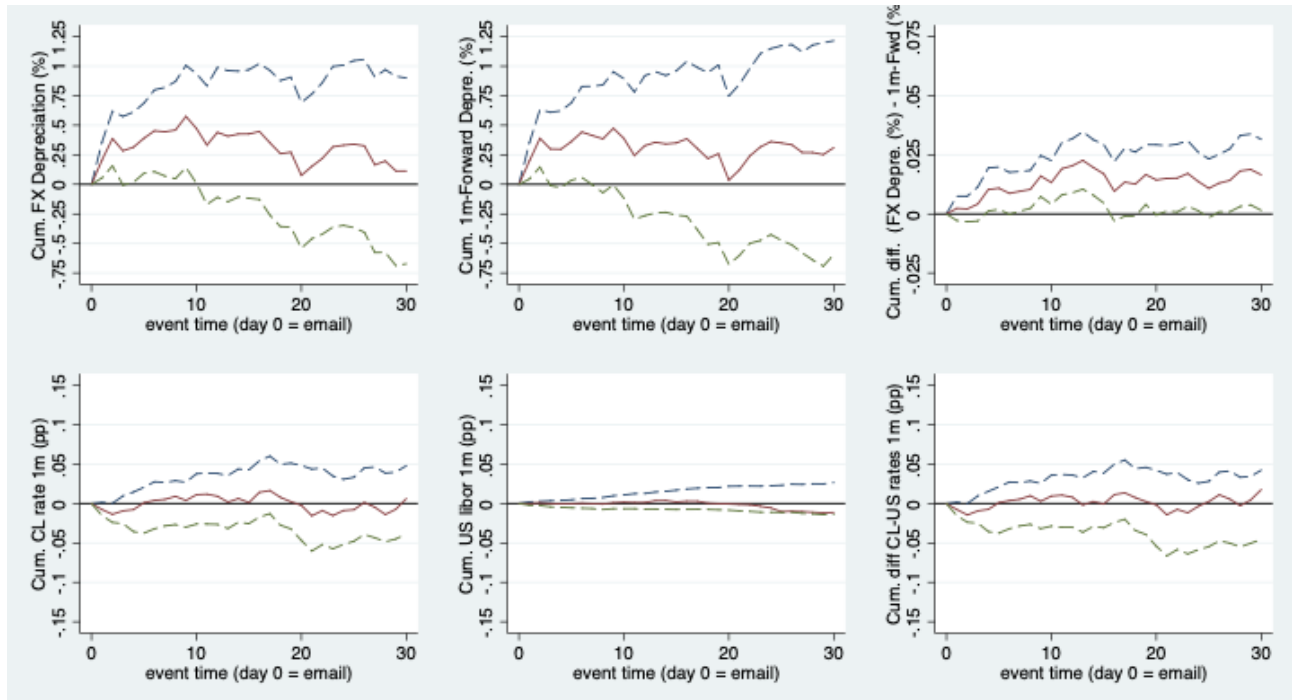 Cum. FX Depreciation (%)
1.25
1
.75
.5
.25
0
-.25
-.5
-.75
0 10 20 30
event time (day 0 = email)
Cum. 1m-Forward Depre. (%)
1.25
1
.75
.5
.25
0
-.25
-.5
-.75
0 10 20 30
event time (day 0 = email)
Cum. diff. (FX Depre. (%) - 1m-Fwd (%
.075
.05
.025
0
-.025
0 10 20 30
event time (day 0 = email)
Cum. CL rate 1m (pp)
.15
.1
.05
0
-.05
-.1
-.15
0 10 20 30
event time (day 0 = email)
Cum. US libor 1m (pp)
.15
.1
.05
0
-.05
-.1
-.15
0 10 20 30
event time (day 0 = email)
Cum. diff CL-US rates 1m (pp)
.15
.1
.05
0
-.05
-.1
-.15
0 10 20 30
event time (day 0 = email)